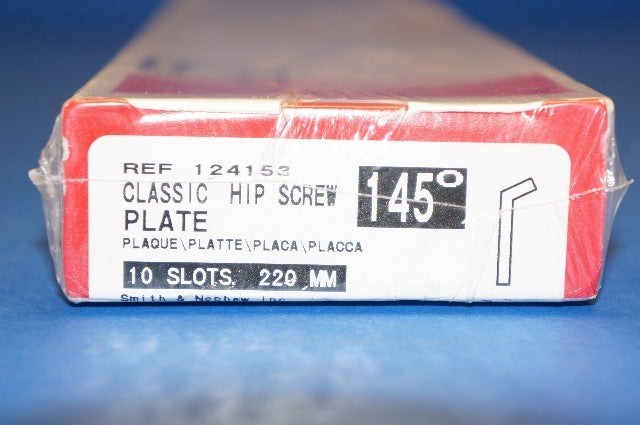 REF 124153
CLASSIC HIP SCREW
145°
PLATE
PLAQUE\PLATTE\PLACA\PLACCA
10 SLOTS, 220 MM
Smith & Nephew Inc